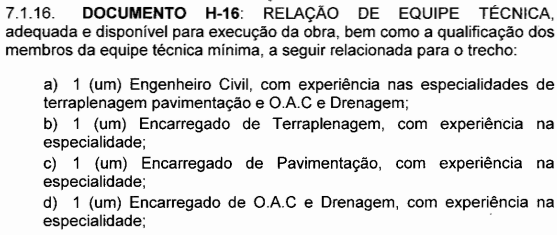 7.1.16. DOCUMENTO H-16: RELAÇÃO DE EQUIPE TÉCNICA,
adequada e disponível para execução da obra, bem como a qualificação dos
membros da equipe técnica mínima, a seguir relacionada para o trecho:
a) 1 (um) Engenheiro Civil, com experiência nas especialidades de
terraplenagem pavimentação e O.A.C e Drenagem;
b) 1 (um) Encarregado de Terraplenagem, com experiência na
especialidade;
c) 1 (um) Encarregado de Pavimentação, com experiência na
especialidade;
d) 1 (um) Encarregado de O.A.C e Drenagem, com experiência na
especialidade;